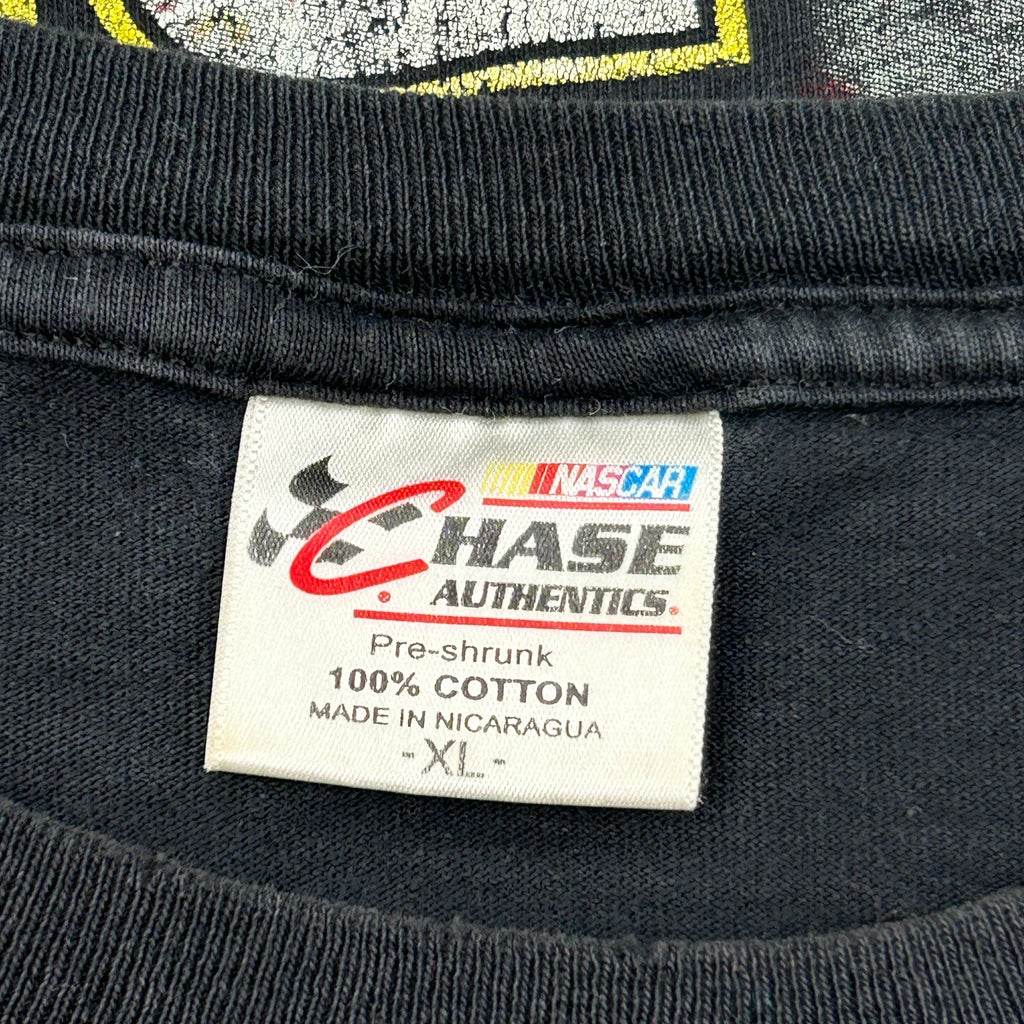 NASCAR
CHASE
AUTHENTICS
Pre-shrunk
100% COTTON
MADE IN NICARAGUA
-XL-